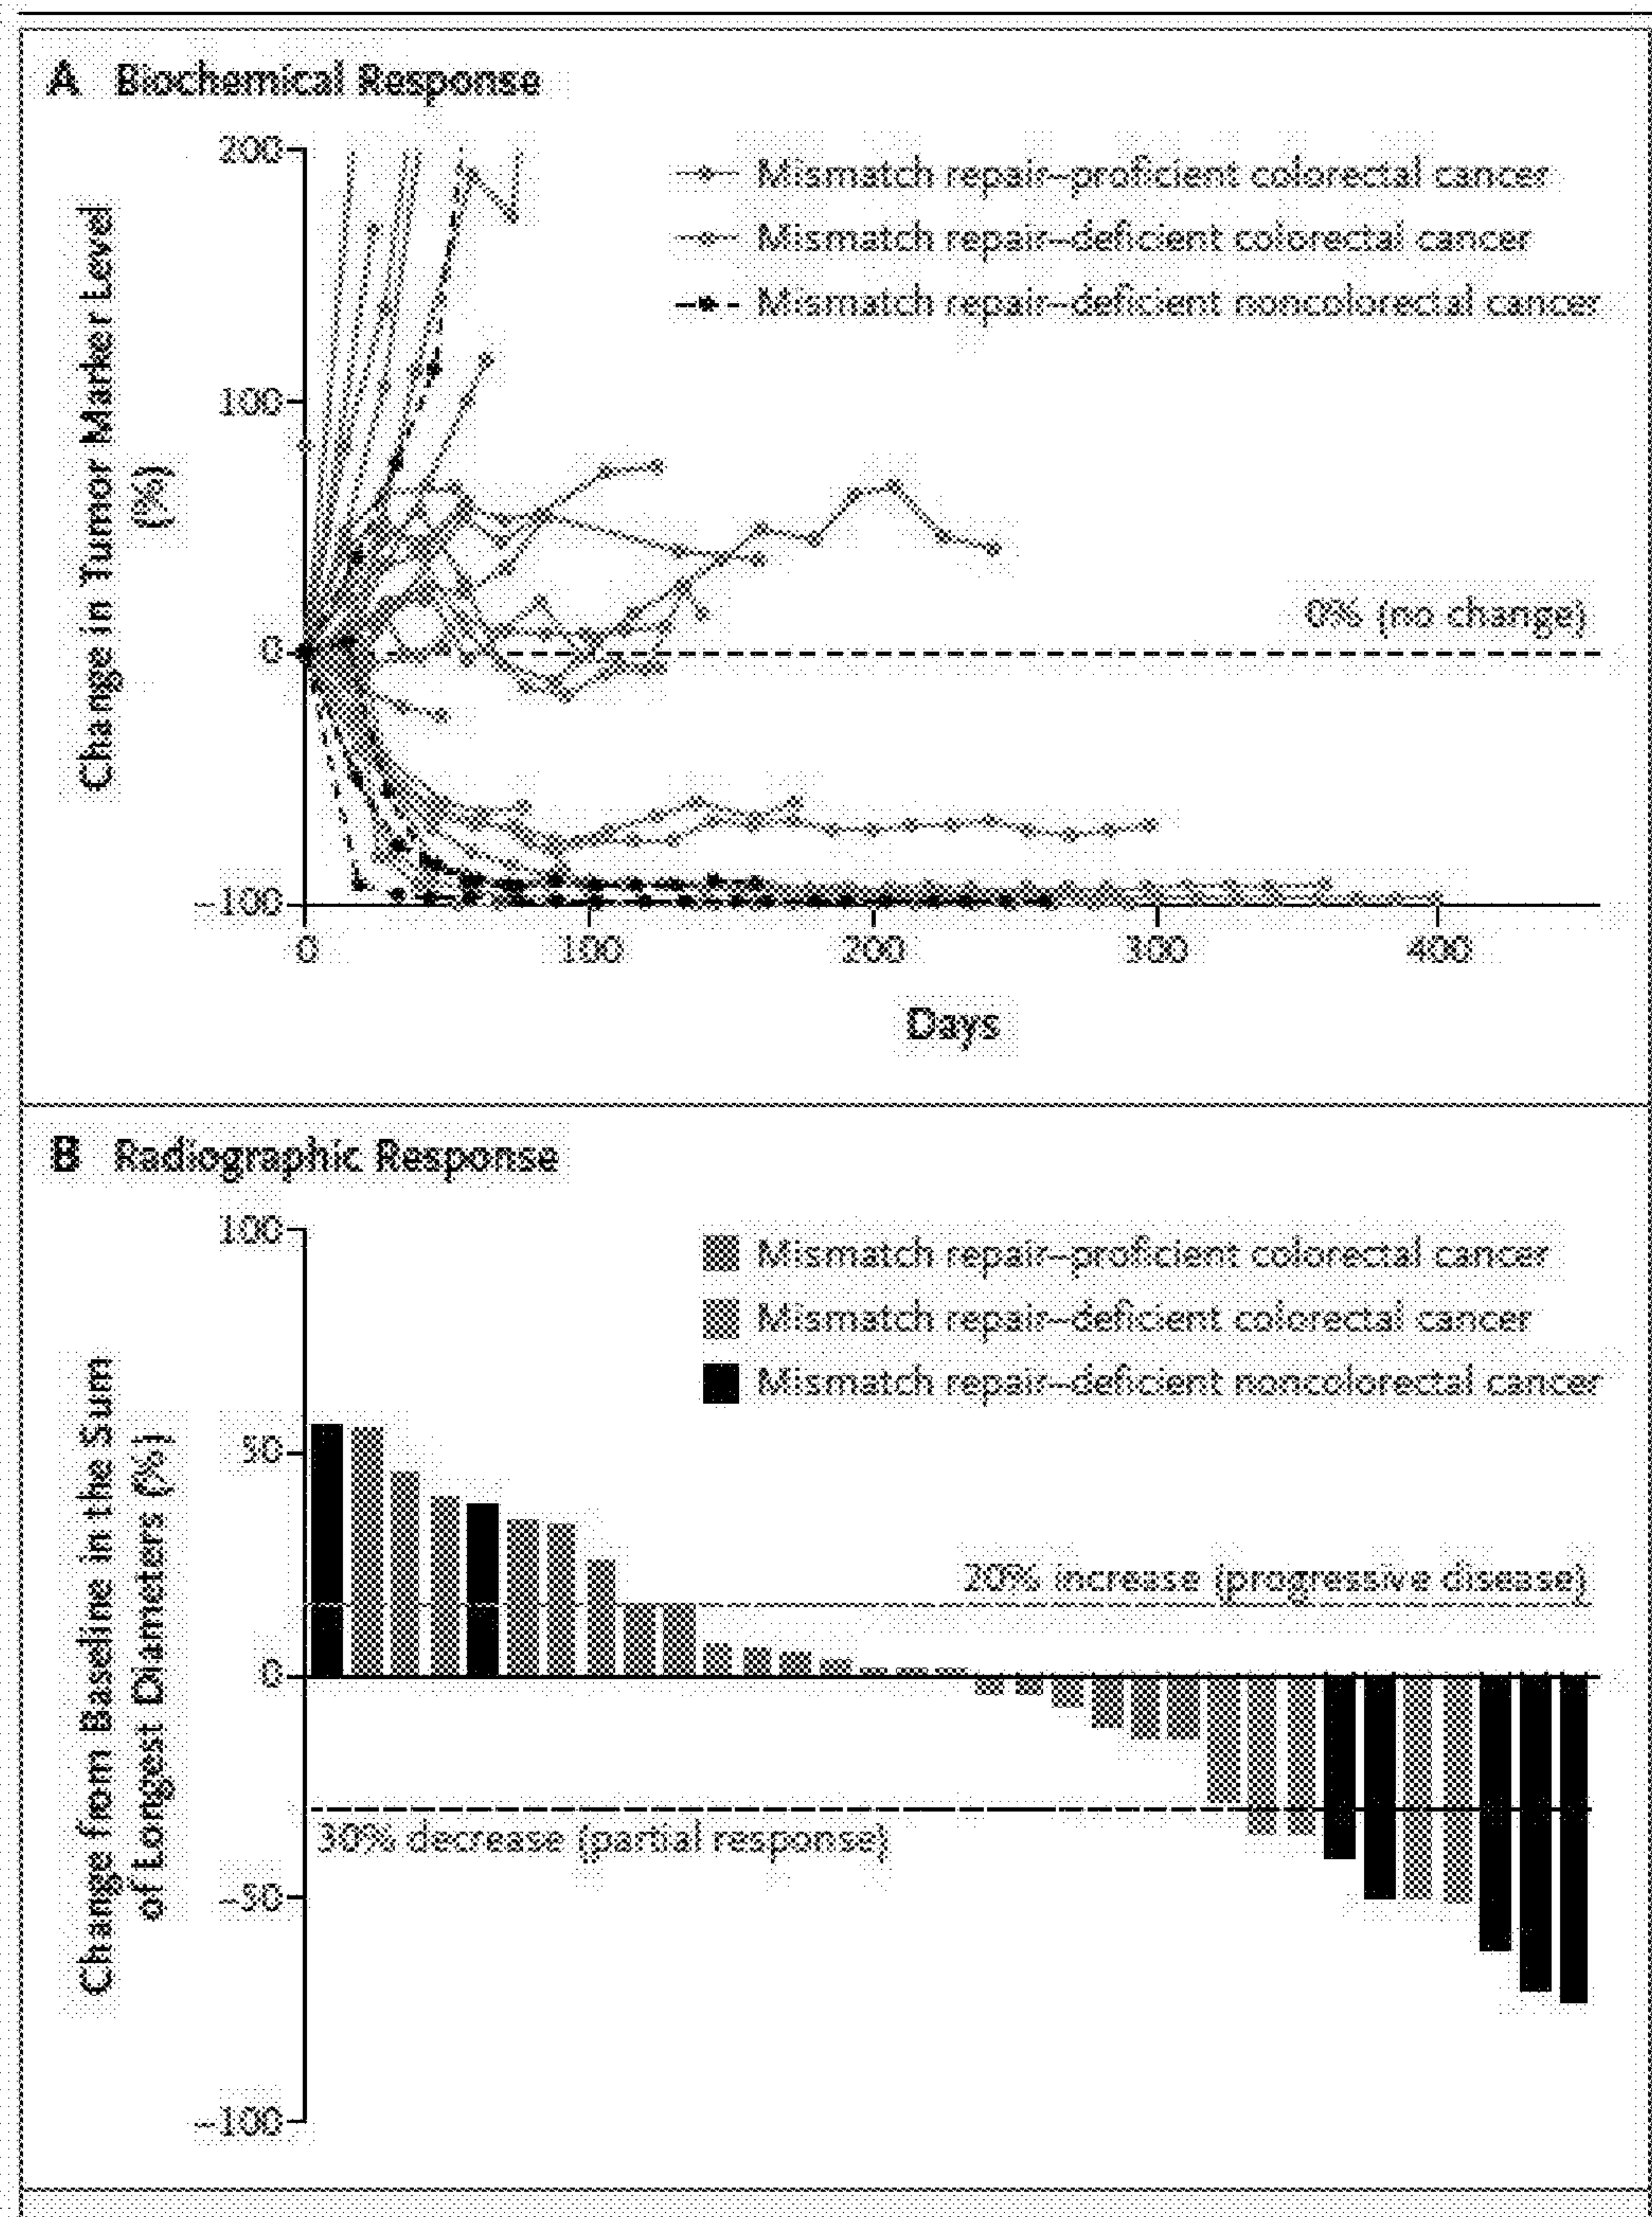 A Biochemical Response
200
100
0
-100
Change in Tumor Marker Level
(%)
Mismatch repair–proficient colorectal cancer
Mismatch repair–deficient colorectal cancer
Mismatch repair–deficient noncolorectal cancer
0% (no change)
0
100
200
300
400
Days
B Radiographic Response
100
50
0
-50
-100
Change from Baseline in the Sum
of Longest Diameters (%)
Mismatch repair–proficient colorectal cancer
Mismatch repair–deficient colorectal cancer
Mismatch repair–deficient noncolorectal cancer
20% increase (progressive disease)
30% decrease (partial response)